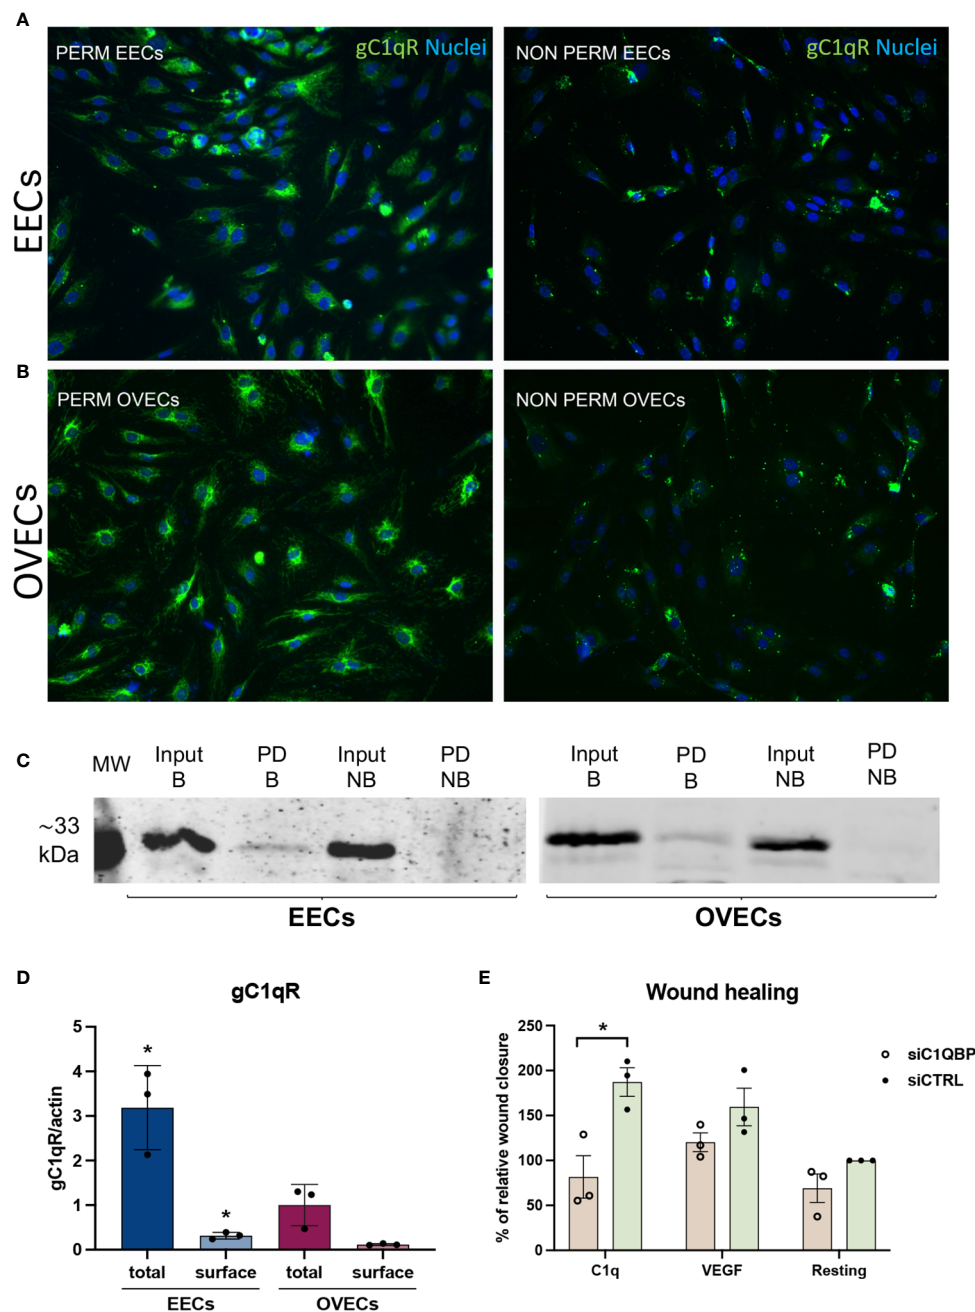 A
PERM EECs
gC1qR Nuclei
NON PERM EECs
gC1qR Nuclei
EECs
B
PERM OVECs
NON PERM OVECs
OVECs
C
MW
Input
B
PD
B
Input
NB
PD
NB
Input
B
PD
B
Input
NB
PD
NB
~33
kDa
EECs
OVECs
D
gC1qR
gC1qR/actin
5
4
3
2
1
0
*
*
total
surface
total
surface
EECs
OVECs
E
Wound healing
% of relative wound closure
250
200
150
100
50
0
*
siC1QBP
siCTRL
C1q
VEGF
Resting